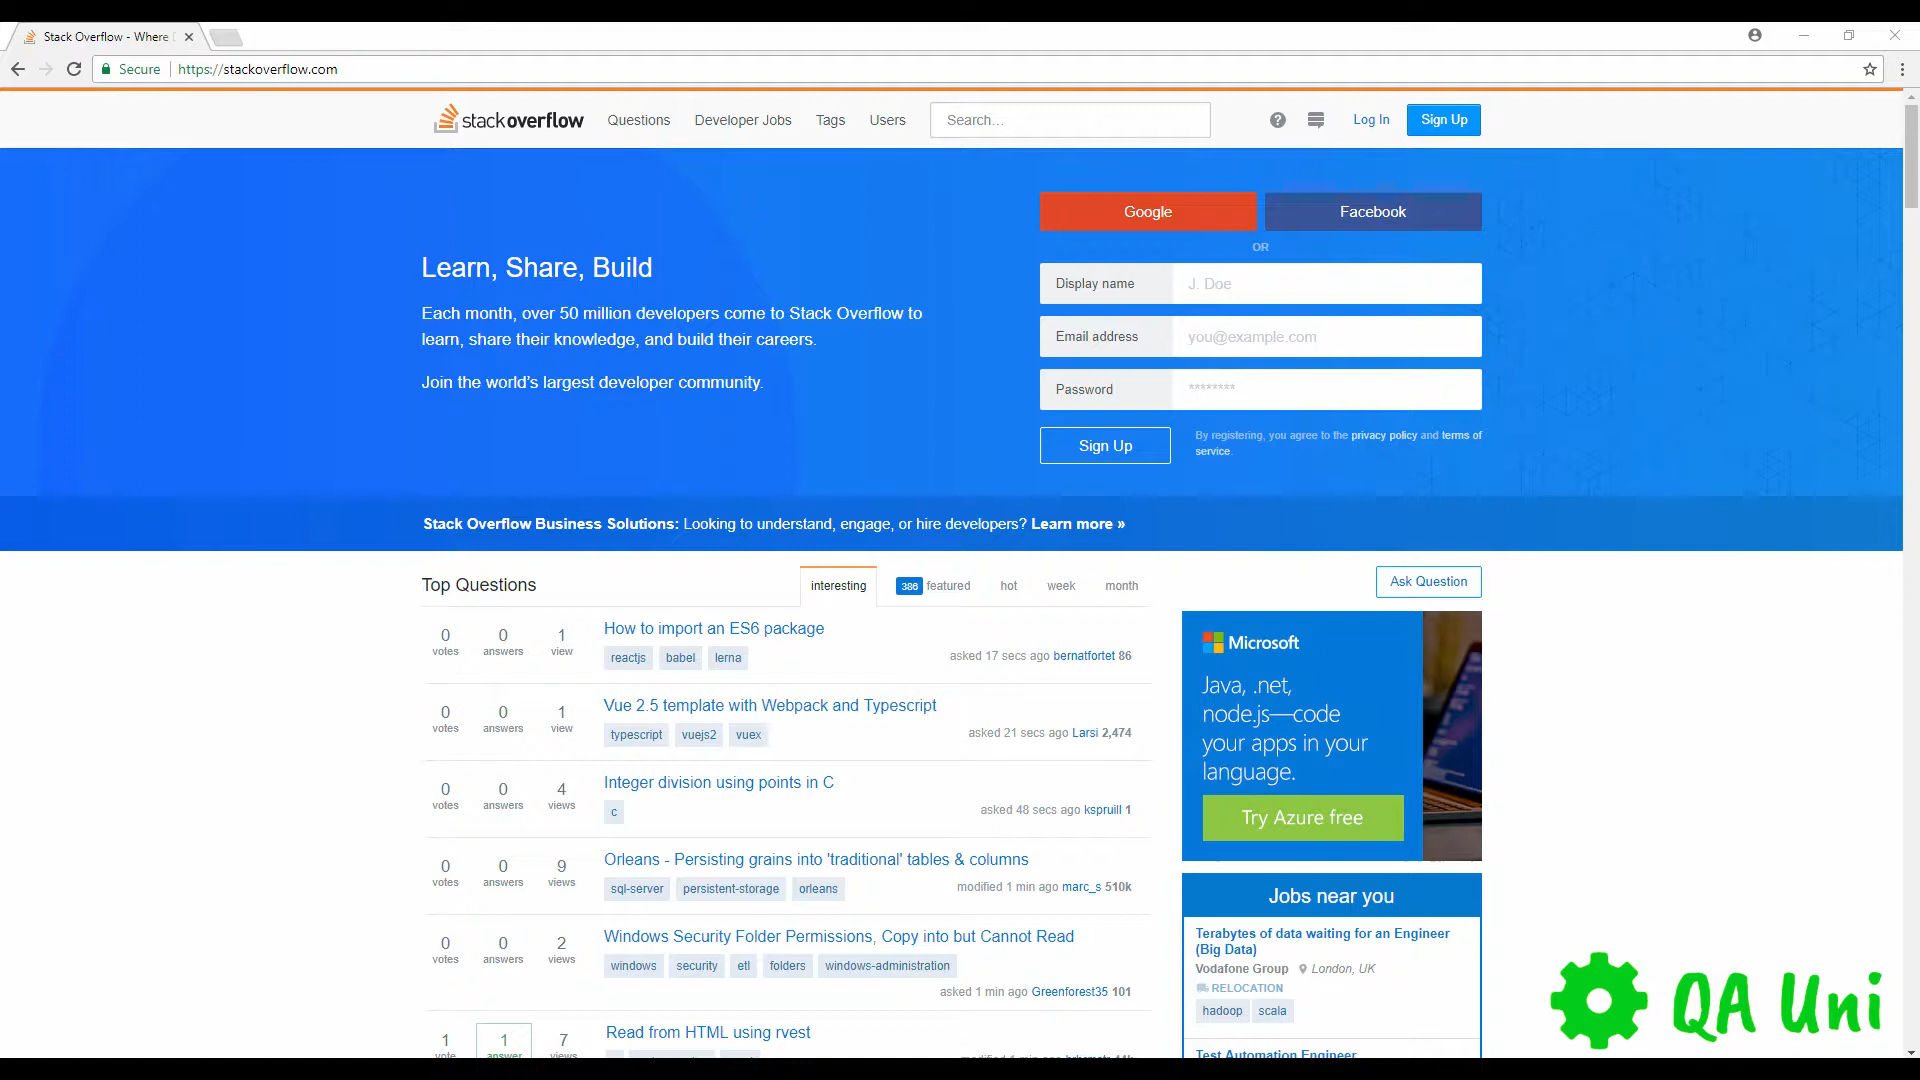 Stack Overflow - Where
Secure
https://stackoverflow.com
stackoverflow
Questions
Developer Jobs
Tags
Users
Search...
?
Log In
Sign Up
Google
Facebook
OR
Learn, Share, Build
Each month, over 50 million developers come to Stack Overflow to
learn, share their knowledge, and build their careers.
Join the world's largest developer community.
Display name
J. Doe
Email address
you@example.com
Password
********
Sign Up
By registering, you agree to the privacy policy and terms of
service.
Stack Overflow Business Solutions: Looking to understand, engage, or hire developers? Learn more »
Top Questions
interesting
386 featured
hot
week
month
Ask Question
0 0 1
votes answers view
How to import an ES6 package
reactjs babel lerna
asked 17 secs ago bernatfortet 86
0 0 1
votes answers view
Vue 2.5 template with Webpack and Typescript
typescript vuejs2 vuex
asked 21 secs ago Larsi 2,474
0 0 4
votes answers views
Integer division using points in C
c
asked 48 secs ago kspruill 1
0 0 9
votes answers views
Orleans - Persisting grains into 'traditional' tables & columns
sql-server persistent-storage orleans
modified 1 min ago marc_s 510k
0 0 2
votes answers views
Windows Security Folder Permissions, Copy into but Cannot Read
windows security etl folders windows-administration
asked 1 min ago Greenforest35 101
1 1 7
vote answer views
Read from HTML using rvest
Microsoft
Java, .net,
node.js—code
your apps in your
language.
Try Azure free
Jobs near you
Terabytes of data waiting for an Engineer
(Big Data)
Vodafone Group London, UK
RELOCATION
hadoop scala
Test Automation Engineer
QA Uni